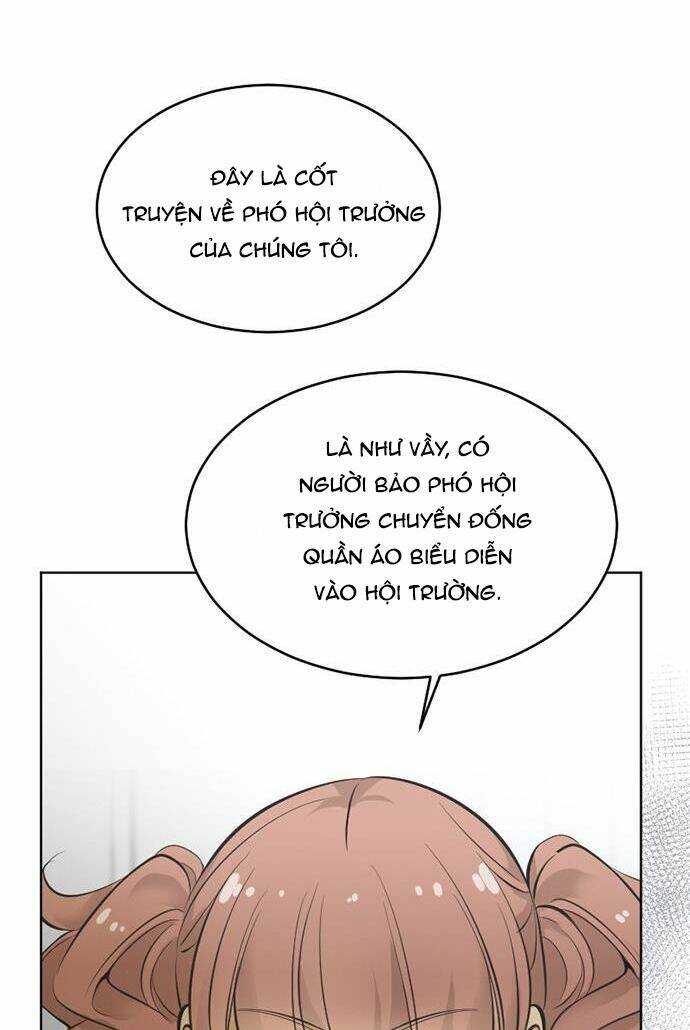 ĐÂY LÀ CỐT
TRUYỆN VỀ PHÓ HỘI TRƯỞNG
CỦA CHÚNG TÔI.
LÀ NHƯ VẦY, CÓ
NGƯỜI BẢO PHÓ HỘI
TRƯỞNG CHUYỂN ĐỐNG
QUẦN ÁO BIỂU DIỄN
VÀO HỘI TRƯỜNG.